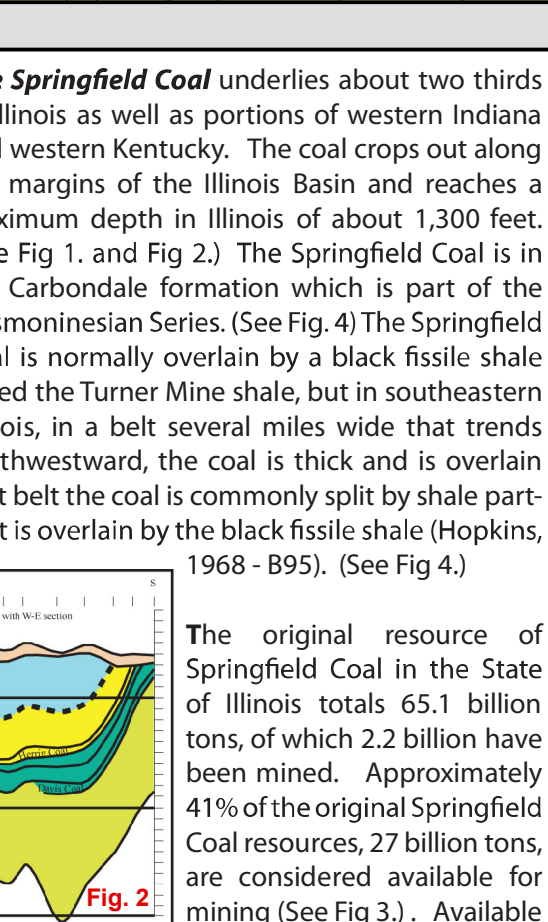 e Springfield Coal underlies about two thirds
llinois as well as portions of western Indiana
l western Kentucky. The coal crops out along
margins of the Illinois Basin and reaches a
ximum depth in Illinois of about 1,300 feet.
e Fig 1. and Fig 2.) The Springfield Coal is in
Carbondale formation which is part of the
smoninesian Series. (See Fig. 4) The Springfield
l is normally overlain by a black fissile shale
ed the Turner Mine shale, but in southeastern
ois, in a belt several miles wide that trends
thwestward, the coal is thick and is overlain
t belt the coal is commonly split by shale part-
t is overlain by the black fissile shale (Hopkins,
1968 - B95). (See Fig 4.)
S
with W-E section
Herrin Coal
Davis Coal
Fig. 2
The original resource of
Springfield Coal in the State
of Illinois totals 65.1 billion
tons, of which 2.2 billion have
been mined. Approximately
41% of the original Springfield
Coal resources, 27 billion tons,
are considered available for
mining (See Fig 3.) . Available